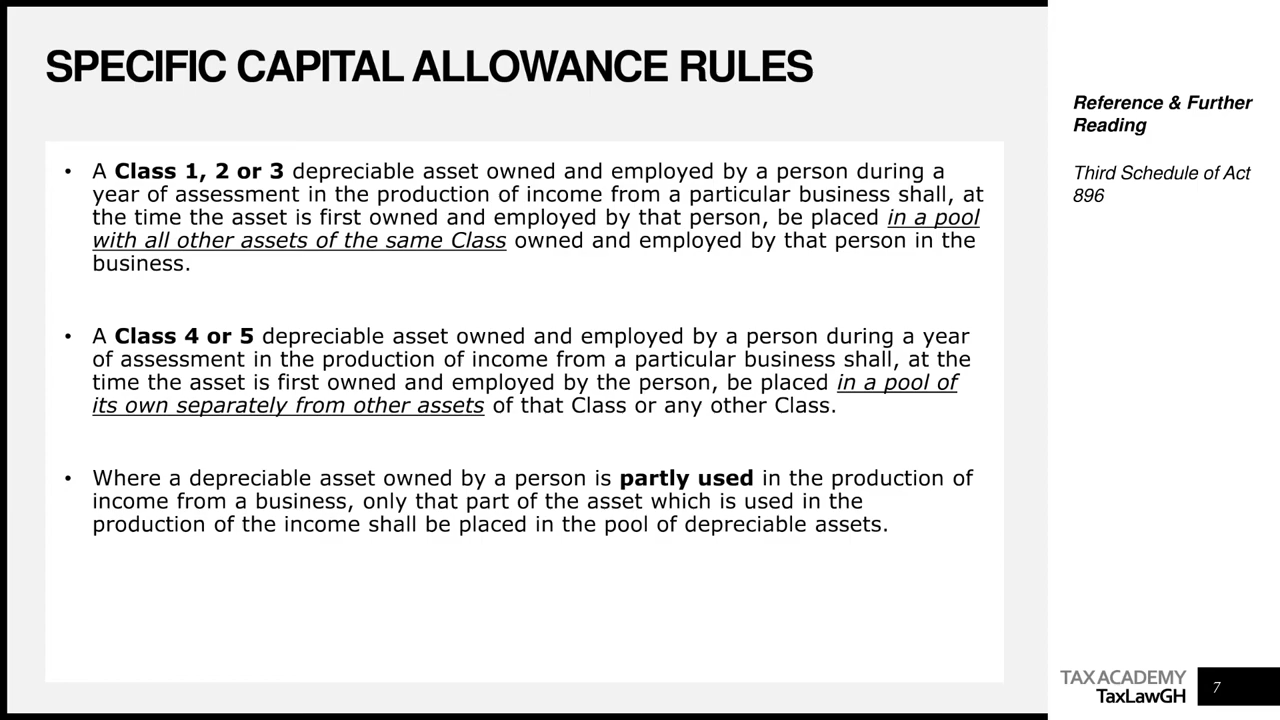 SPECIFIC CAPITAL ALLOWANCE RULES
• A Class 1, 2 or 3 depreciable asset owned and employed by a person during a
year of assessment in the production of income from a particular business shall, at
the time the asset is first owned and employed by that person, be placed in a pool
with all other assets of the same Class owned and employed by that person in the
business.
• A Class 4 or 5 depreciable asset owned and employed by a person during a year
of assessment in the production of income from a particular business shall, at the
time the asset is first owned and employed by the person, be placed in a pool of
its own separately from other assets of that Class or any other Class.
• Where a depreciable asset owned by a person is partly used in the production of
income from a business, only that part of the asset which is used in the
production of the income shall be placed in the pool of depreciable assets.
Reference & Further
Reading
Third Schedule of Act
896
TAX ACADEMY
TaxLawGH
7